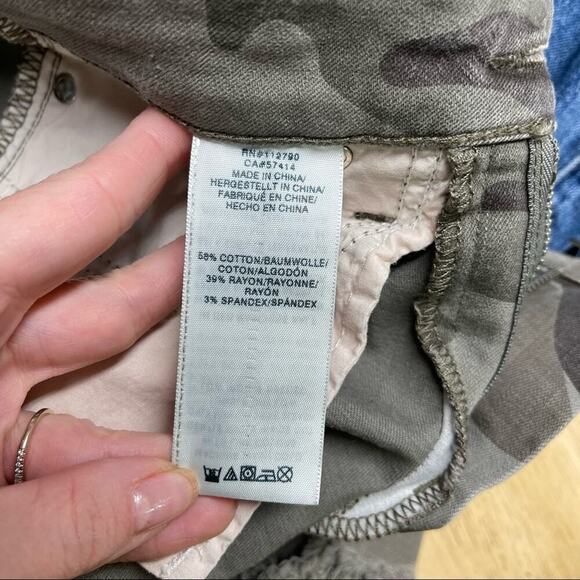 RN#112790
CA#57414
MADE IN CHINA/
HERGESTELLT IN CHINA/
FABRIQUÉ EN CHINE/
HECHO EN CHINA
58% COTTON/BAUMWOLLE/
COTON/ALGODÓN
39% RAYON/RAYONNE/
RAYÓN
3% SPANDEX/SPÁNDEX